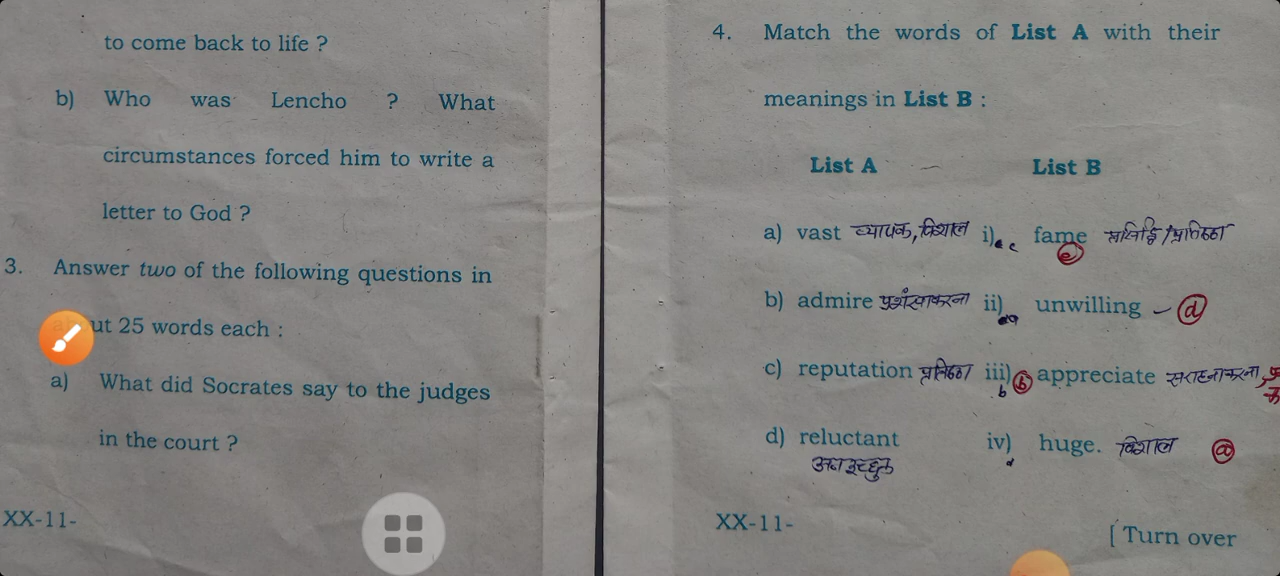 to come back to life ?
b) Who was Lencho ? What
circumstances forced him to write a
letter to God ?
3. Answer two of the following questions in
ut 25 words each :
a) What did Socrates say to the judges
in the court ?
XX-11-
4. Match the words of List A with their
meanings in List B :
List A List B
a) vast व्यापक, विशाल i) c fame e प्रसिद्धि/प्रतिष्ठा
b) admire प्रशंसा करना ii) unwilling - d
c) reputation प्रतिष्ठा iii) b b appreciate सराहना करना,
d) reluctant iv) huge. विशाल a
XX-11-
[ Turn over